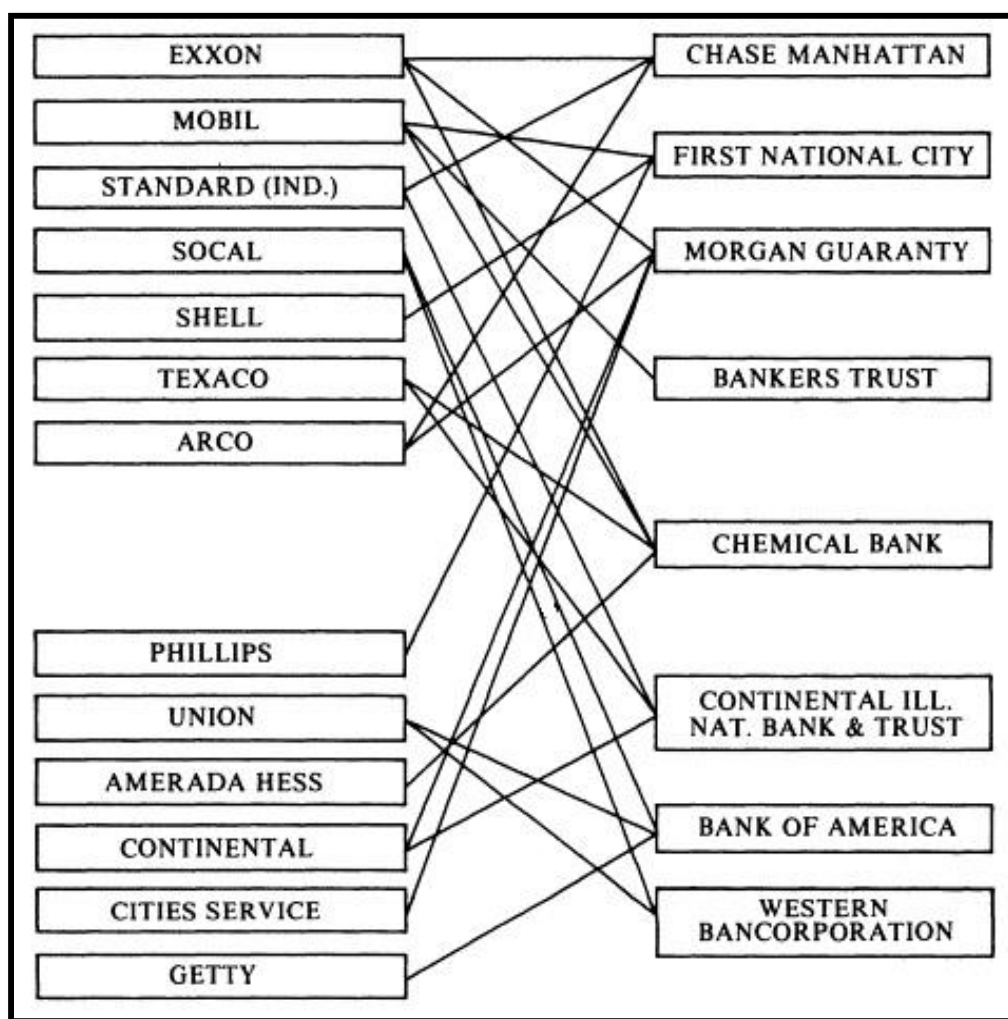 EXXON
MOBIL
STANDARD (IND.)
SOCAL
SHELL
TEXACO
ARCO
PHILLIPS
UNION
AMERADA HESS
CONTINENTAL
CITIES SERVICE
GETTY
CHASE MANHATTAN
FIRST NATIONAL CITY
MORGAN GUARANTY
BANKERS TRUST
CHEMICAL BANK
CONTINENTAL ILL.
NAT. BANK & TRUST
BANK OF AMERICA
WESTERN
BANCORPORATION